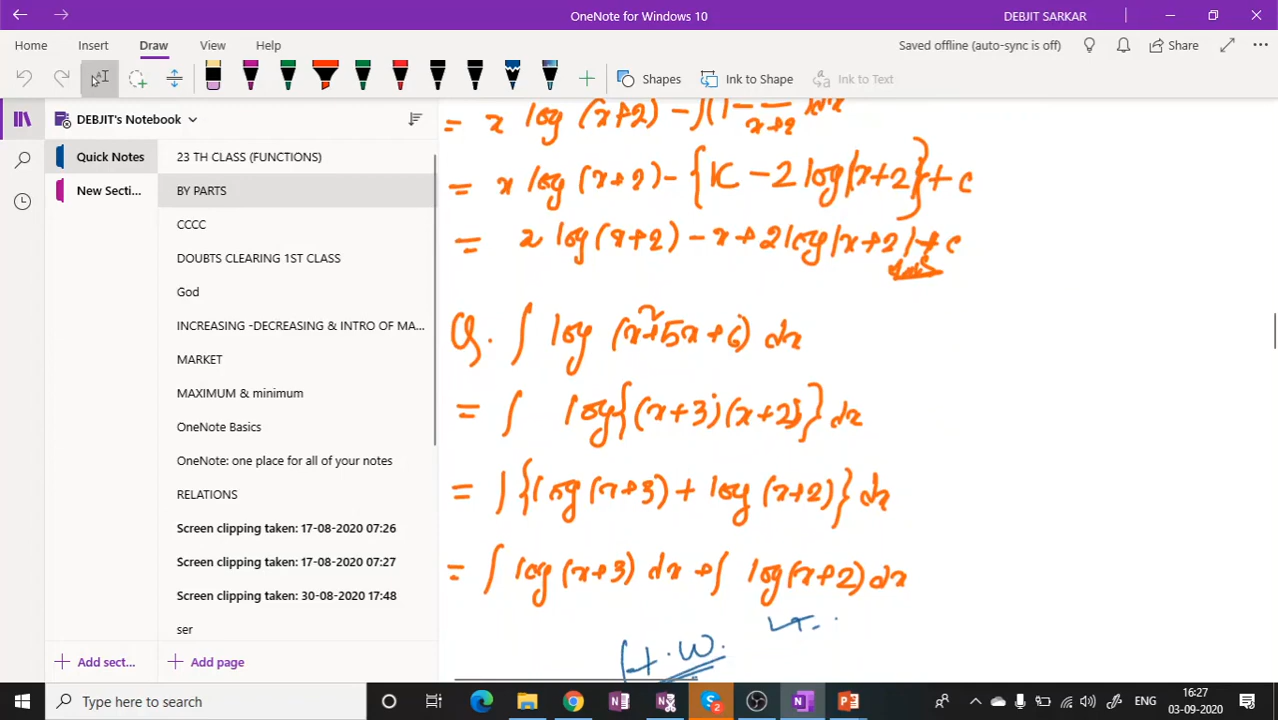 OneNote for Windows 10
DEBJIT SARKAR
Home
Insert
Draw
View
Help
Saved offline (auto-sync is off)
Share
Shapes
Ink to Shape
Ink to Text
DEBJIT's Notebook
Quick Notes
New Secti...
23 TH CLASS (FUNCTIONS)
BY PARTS
CCCC
DOUBTS CLEARING 1ST CLASS
God
INCREASING -DECREASING & INTRO OF MA...
MARKET
MAXIMUM & minimum
OneNote Basics
OneNote: one place for all of your notes
RELATIONS
Screen clipping taken: 17-08-2020 07:26
Screen clipping taken: 17-08-2020 07:27
Screen clipping taken: 30-08-2020 17:48
ser
Add sect...
Add page
= x log (x+2) - ∫(1 - — x+2
= x log (x+2) - {x - 2 log|x+2|} + c
= x log(x+2) - x + 2 log|x+2| + c
Ans
Q. ∫ log (x²+5x+6) dx
= ∫ log{(x+3)(x+2)} dx
= ∫ {log(x+3) + log(x+2)} dx
= ∫ log(x+3) dx + ∫ log(x+2) dx
H.W.
Type here to search
ENG
16:27
03-09-2020